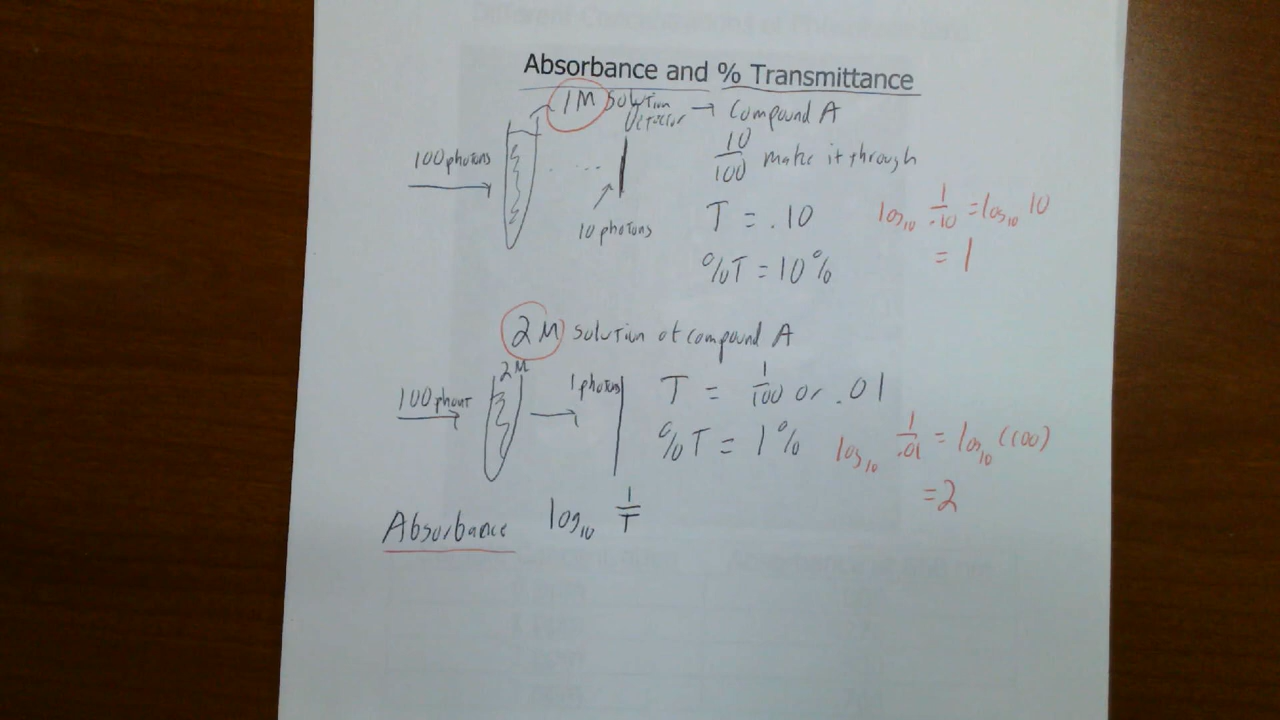 Absorbance and % Transmittance
1M solution
Detector → Compound A
100 photons
10/100 make it through
10 photons
T = .10
%T = 10%
log10 1/.10 = log10 10
= 1
2M solution of compound A
2M
100 phout
1 photons
T = 1/100 or .01
%T = 1%
log10 1/.01 = log10 (100)
= 2
Absorbance log10 1/T